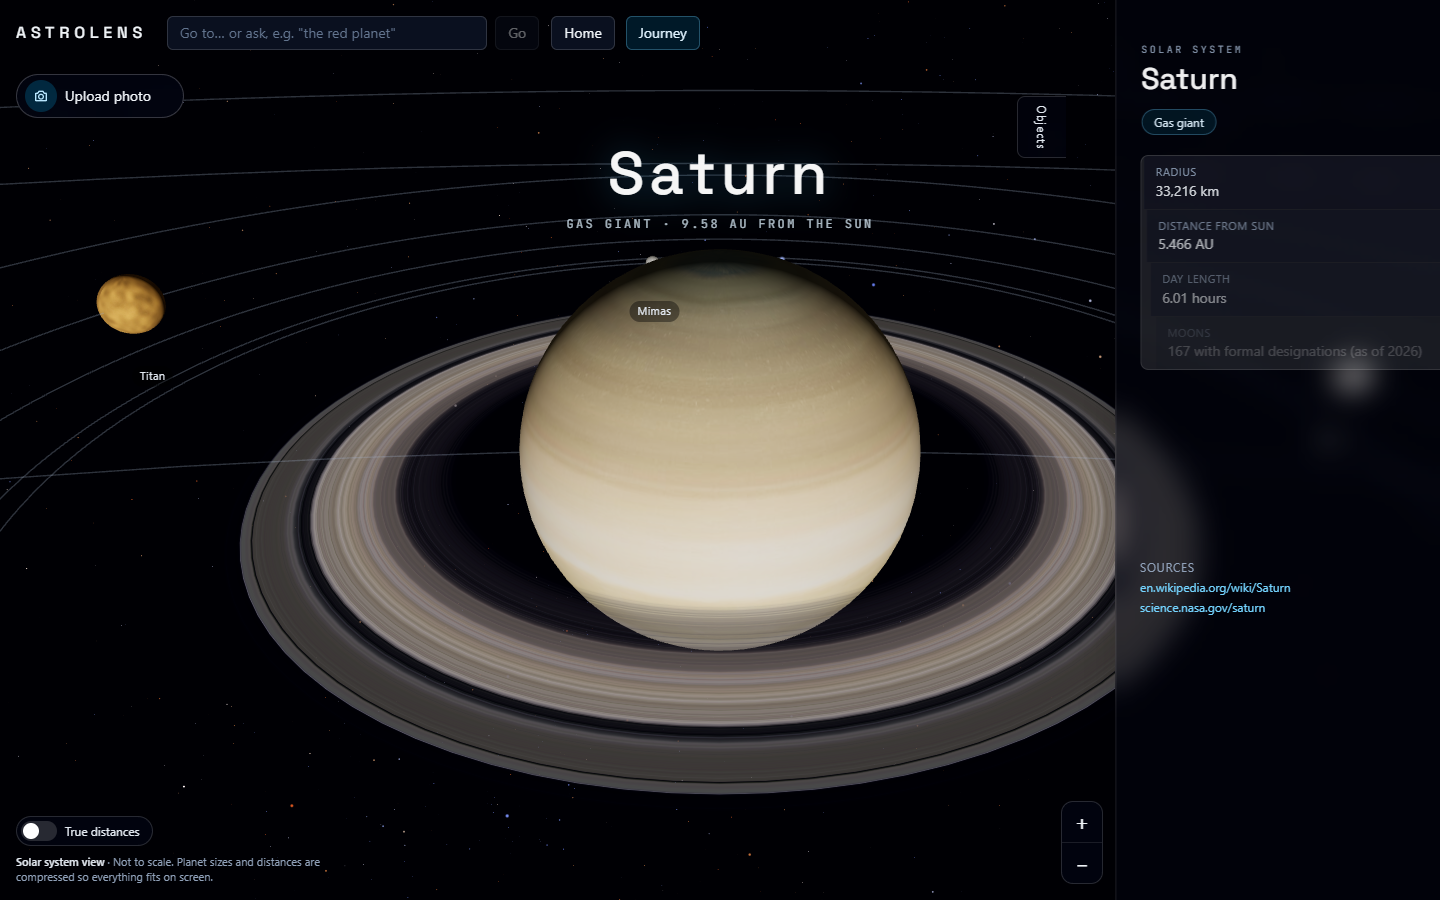 ASTROLENS
Go to... or ask, e.g. "the red planet"
Go
Home
Journey
Upload photo
Objects
Saturn
GAS GIANT · 9.58 AU FROM THE SUN
Mimas
Titan
True distances
Solar system view · Not to scale. Planet sizes and distances are
compressed so everything fits on screen.
+
−
SOLAR SYSTEM
Saturn
Gas giant
RADIUS
33,216 km
DISTANCE FROM SUN
5.466 AU
DAY LENGTH
6.01 hours
MOONS
167 with formal designations (as of 2026)
SOURCES
en.wikipedia.org/wiki/Saturn
science.nasa.gov/saturn